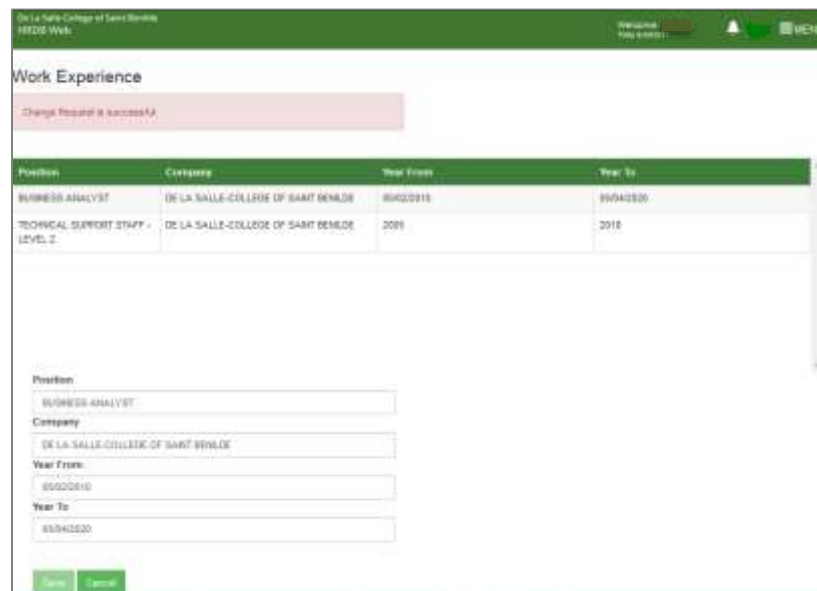 De La Salle-College of Saint Benilde
HRDB Web
Welcome
MEN
Work Experience
Change Request is successful
Position Company Year From Year To
BUSINESS ANALYST DE LA SALLE-COLLEGE OF SAINT BENILDE
TECHNICAL SUPPORT STAFF - DE LA SALLE-COLLEGE OF SAINT BENILDE 2010
LEVEL 2
Position
BUSINESS ANALYST
Company
DE LA SALLE-COLLEGE OF SAINT BENILDE
Year From
Year To
Save Cancel